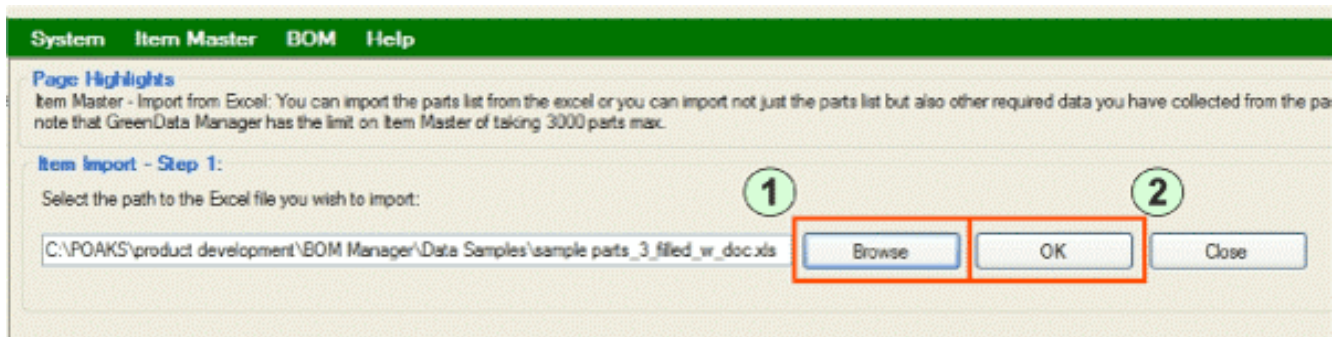 System Item Master BOM Help
Page Highlights
Item Master - Import from Excel: You can import the parts list from the excel or you can import not just the parts list but also other required data you have collected from the pa
note that GreenData Manager has the limit on Item Master of taking 3000 parts max.
Item Import - Step 1:
Select the path to the Excel file you wish to import:
1 2
C:\POAKS\product development\BOM Manager\Data Samples\sample parts_3_filled_w_doc.xls Browse OK Close